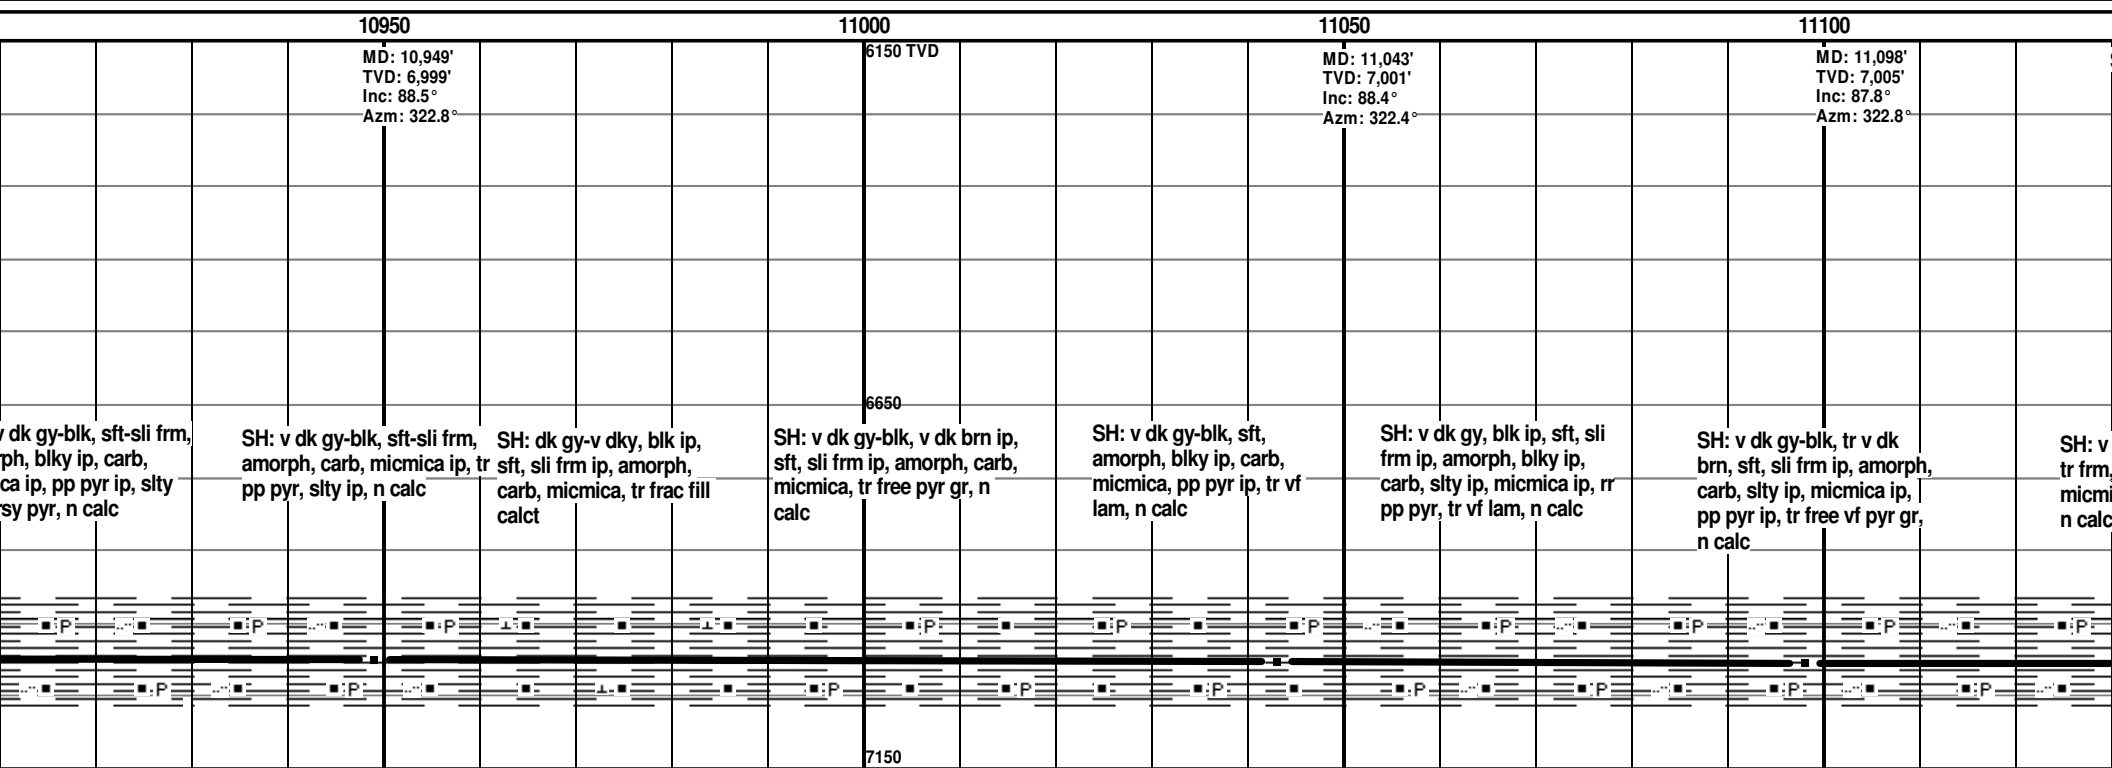 10950
11000
11050
11100
MD: 10,949'
TVD: 6,999'
Inc: 88.5°
Azm: 322.8°
6150 TVD
MD: 11,043'
TVD: 7,001'
Inc: 88.4°
Azm: 322.4°
MD: 11,098'
TVD: 7,005'
Inc: 87.8°
Azm: 322.8°
6650
v dk gy-blk, sft-sli frm,
rph, blky ip, carb,
ca ip, pp pyr ip, slty
rsy pyr, n calc
SH: v dk gy-blk, sft-sli frm,
amorph, carb, micmica ip, tr
pp pyr, slty ip, n calc
SH: dk gy-v dky, blk ip,
sft, sli frm ip, amorph,
carb, micmica, tr frac fill
calct
SH: v dk gy-blk, v dk brn ip,
sft, sli frm ip, amorph, carb,
micmica, tr free pyr gr, n
calc
SH: v dk gy-blk, sft,
amorph, blky ip, carb,
micmica, pp pyr ip, tr vf
lam, n calc
SH: v dk gy, blk ip, sft, sli
frm ip, amorph, blky ip,
carb, slty ip, micmica ip, rr
pp pyr, tr vf lam, n calc
SH: v dk gy-blk, tr v dk
brn, sft, sli frm ip, amorph,
carb, slty ip, micmica ip,
pp pyr ip, tr free vf pyr gr,
n calc
SH: v
tr frm,
micmi
n calc
P P P P P P P P P P P
P P P P P P P P P
7150